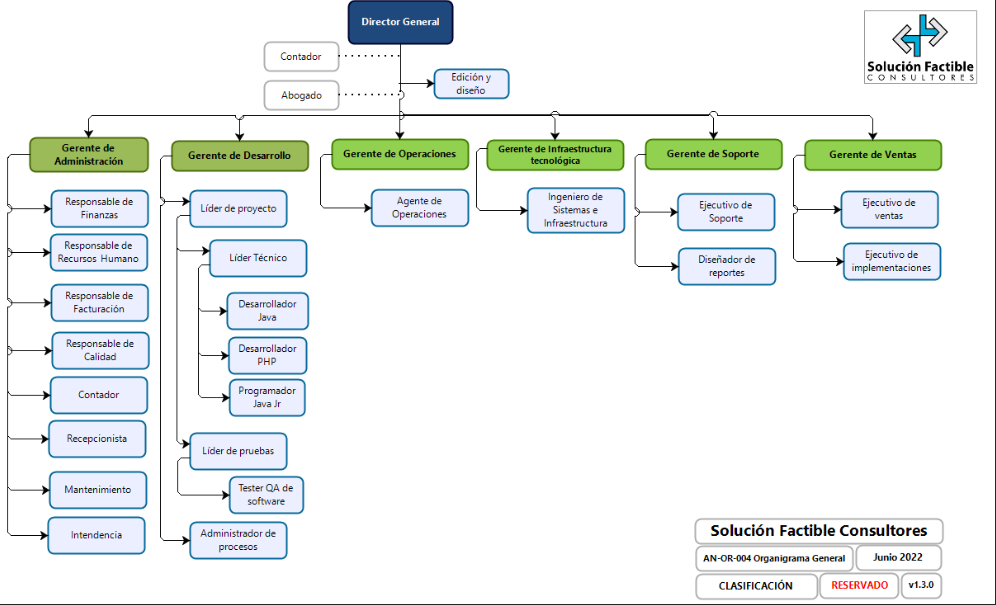 Director General
Contador
Edición y
diseño
Abogado
Solución Factible
CONSULTORES
Gerente de
Administración
Gerente de Desarrollo
Gerente de Operaciones
Gerente de Infraestructura
tecnológica
Gerente de Soporte
Gerente de Ventas
Responsable de
Finanzas
Responsable de
Recursos Humano
Responsable de
Facturación
Responsable de
Calidad
Contador
Recepcionista
Mantenimiento
Intendencia
Líder de proyecto
Líder Técnico
Desarrollador
Java
Desarrollador
PHP
Programador
Java Jr
Líder de pruebas
Tester QA de
software
Administrador de
procesos
Agente de
Operaciones
Ingeniero de
Sistemas e
Infraestructura
Ejecutivo de
Soporte
Diseñador de
reportes
Ejecutivo de
ventas
Ejecutivo de
implementaciones
Solución Factible Consultores
AN-OR-004 Organigrama General
Junio 2022
CLASIFICACIÓN
RESERVADO
v1.3.0